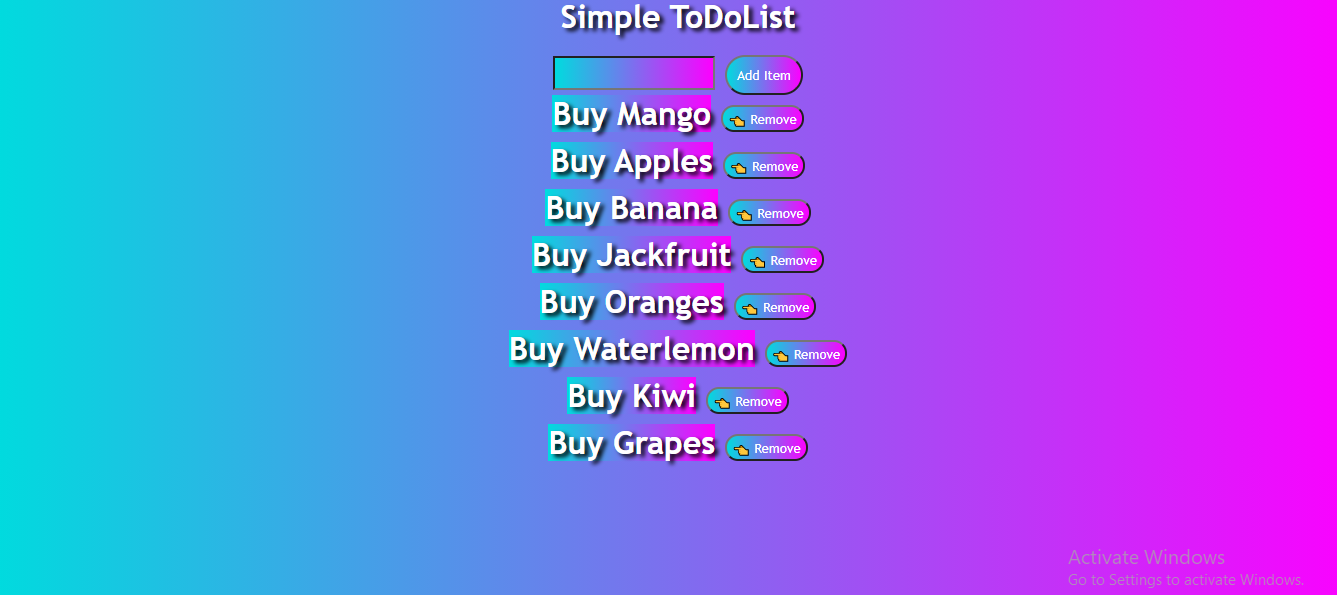 Simple ToDoList
Add Item
Buy Mango 👈 Remove
Buy Apples 👈 Remove
Buy Banana 👈 Remove
Buy Jackfruit 👈 Remove
Buy Oranges 👈 Remove
Buy Waterlemon 👈 Remove
Buy Kiwi 👈 Remove
Buy Grapes 👈 Remove
Activate Windows
Go to Settings to activate Windows.